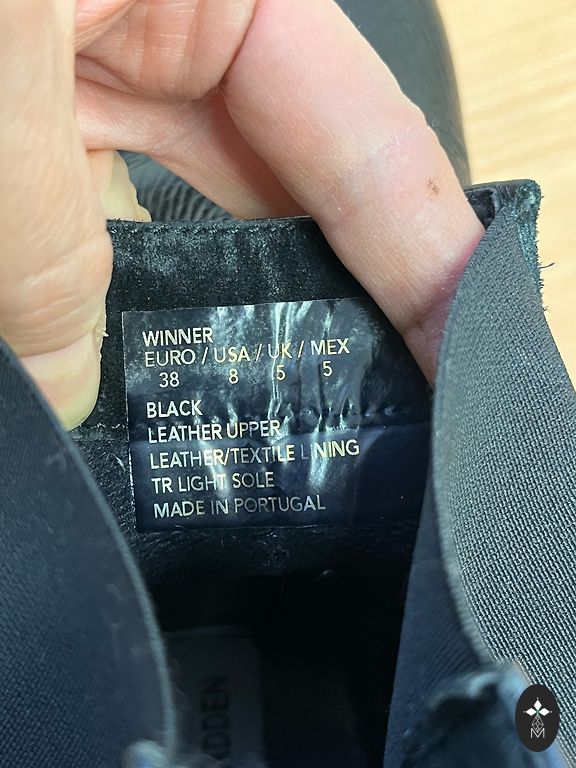 WINNER
EURO / USA / UK / MEX
38 8 5 5
BLACK
LEATHER UPPER
LEATHER/TEXTILE LINING
TR LIGHT SOLE
MADE IN PORTUGAL
DDEN
M